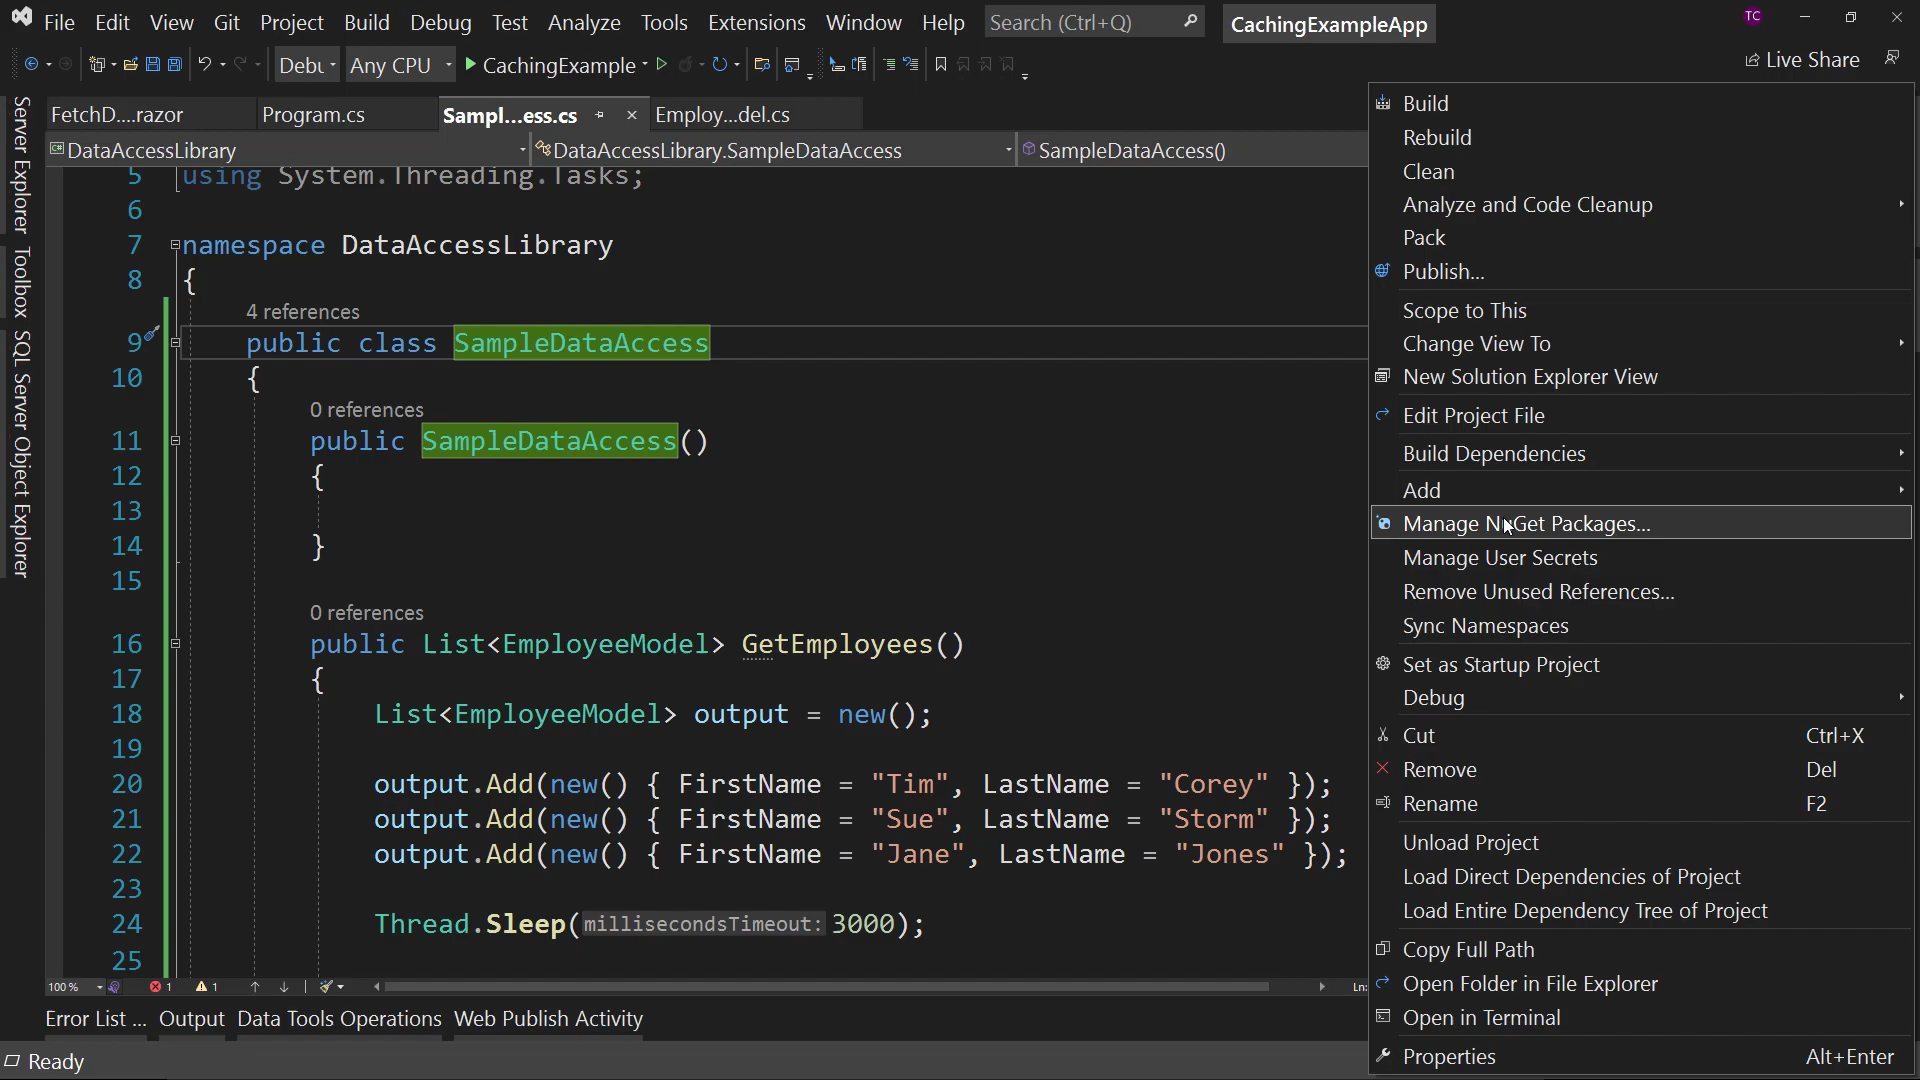 File Edit View Git Project Build Debug Test Analyze Tools Extensions Window Help Search (Ctrl+Q) CachingExampleApp TC
Debu Any CPU CachingExample Live Share
FetchD....razor Program.cs Sampl...ess.cs Employ...del.cs
DataAccessLibrary DataAccessLibrary.SampleDataAccess SampleDataAccess()
5 using System.Threading.Tasks;
6
7 namespace DataAccessLibrary
8 {
4 references
9 public class SampleDataAccess
10 {
0 references
11 public SampleDataAccess()
12 {
13
14 }
15
0 references
16 public List<EmployeeModel> GetEmployees()
17 {
18 List<EmployeeModel> output = new();
19
20 output.Add(new() { FirstName = "Tim", LastName = "Corey" });
21 output.Add(new() { FirstName = "Sue", LastName = "Storm" });
22 output.Add(new() { FirstName = "Jane", LastName = "Jones" });
23
24 Thread.Sleep(millisecondsTimeout: 3000);
25
100 % 1 1 Ln:
Error List ... Output Data Tools Operations Web Publish Activity
Ready
Server Explorer
Toolbox
SQL Server Object Explorer
Build
Rebuild
Clean
Analyze and Code Cleanup
Pack
Publish...
Scope to This
Change View To
New Solution Explorer View
Edit Project File
Build Dependencies
Add
Manage NuGet Packages...
Manage User Secrets
Remove Unused References...
Sync Namespaces
Set as Startup Project
Debug
Cut Ctrl+X
Remove Del
Rename F2
Unload Project
Load Direct Dependencies of Project
Load Entire Dependency Tree of Project
Copy Full Path
Open Folder in File Explorer
Open in Terminal
Properties Alt+Enter